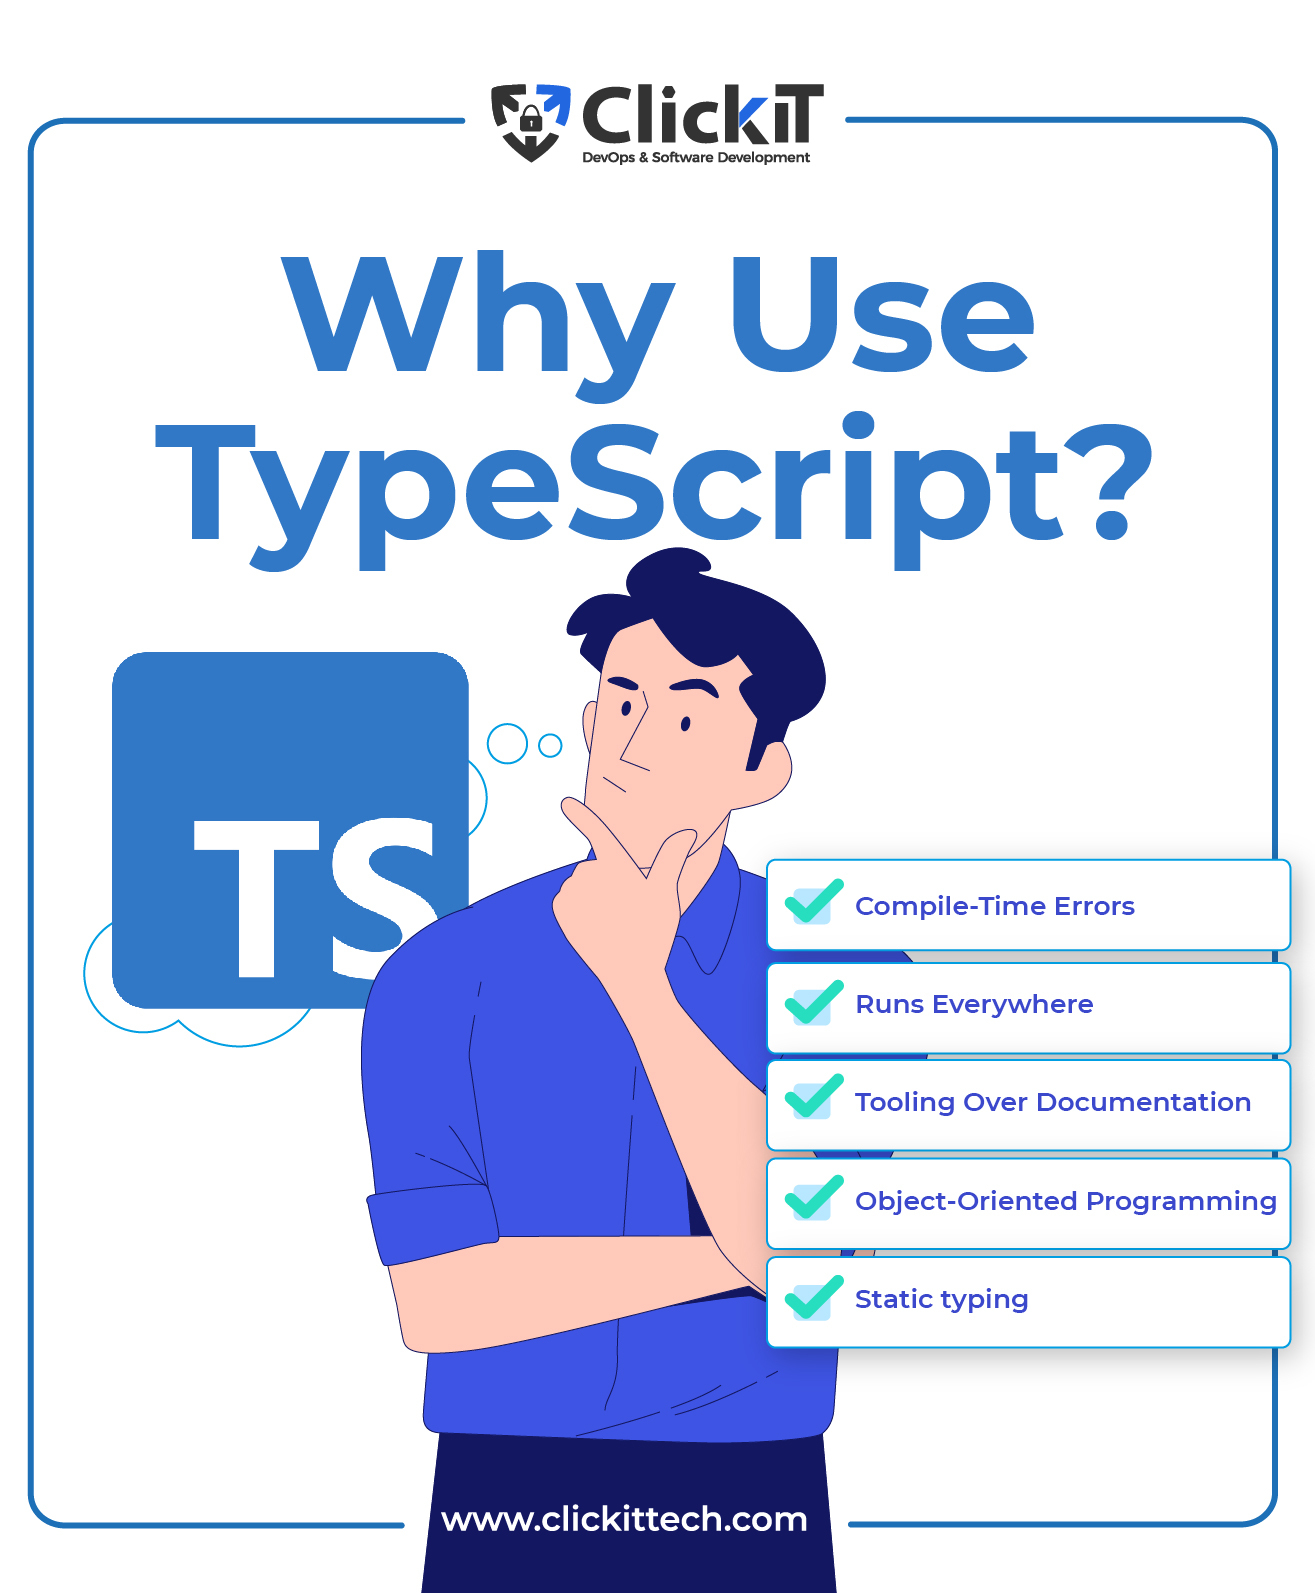 ClickiT
DevOps & Software Development
Why Use
TypeScript?
TS
Compile-Time Errors
Runs Everywhere
Tooling Over Documentation
Object-Oriented Programming
Static typing
www.clickittech.com